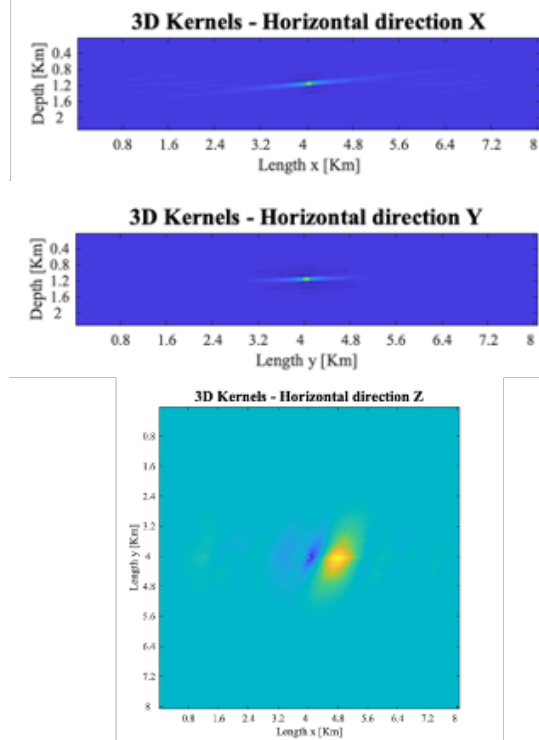 3D Kernels - Horizontal direction X
Depth [Km]
0.4
0.8
1.2
1.6
2
0.8 1.6 2.4 3.2 4 4.8 5.6 6.4 7.2 8
Length x [Km]
3D Kernels - Horizontal direction Y
Depth [Km]
0.4
0.8
1.2
1.6
2
0.8 1.6 2.4 3.2 4 4.8 5.6 6.4 7.2 8
Length y [Km]
3D Kernels - Horizontal direction Z
Length y [Km]
0.8
1.6
2.4
3.2
4
4.8
5.6
6.4
7.2
8
0.8 1.6 2.4 3.2 4 4.8 5.6 6.4 7.2 8
Length x [Km]